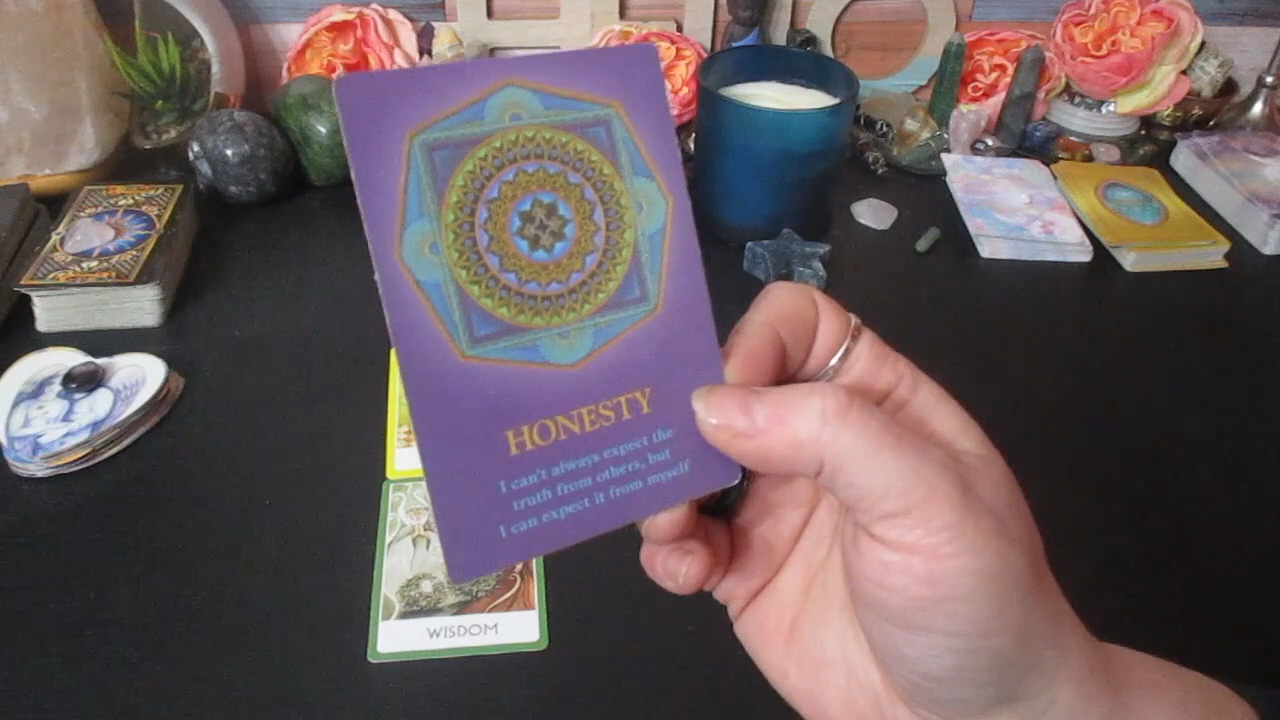 HONESTY
I can't always expect the
truth from others, but
I can expect it from myself
WISDOM